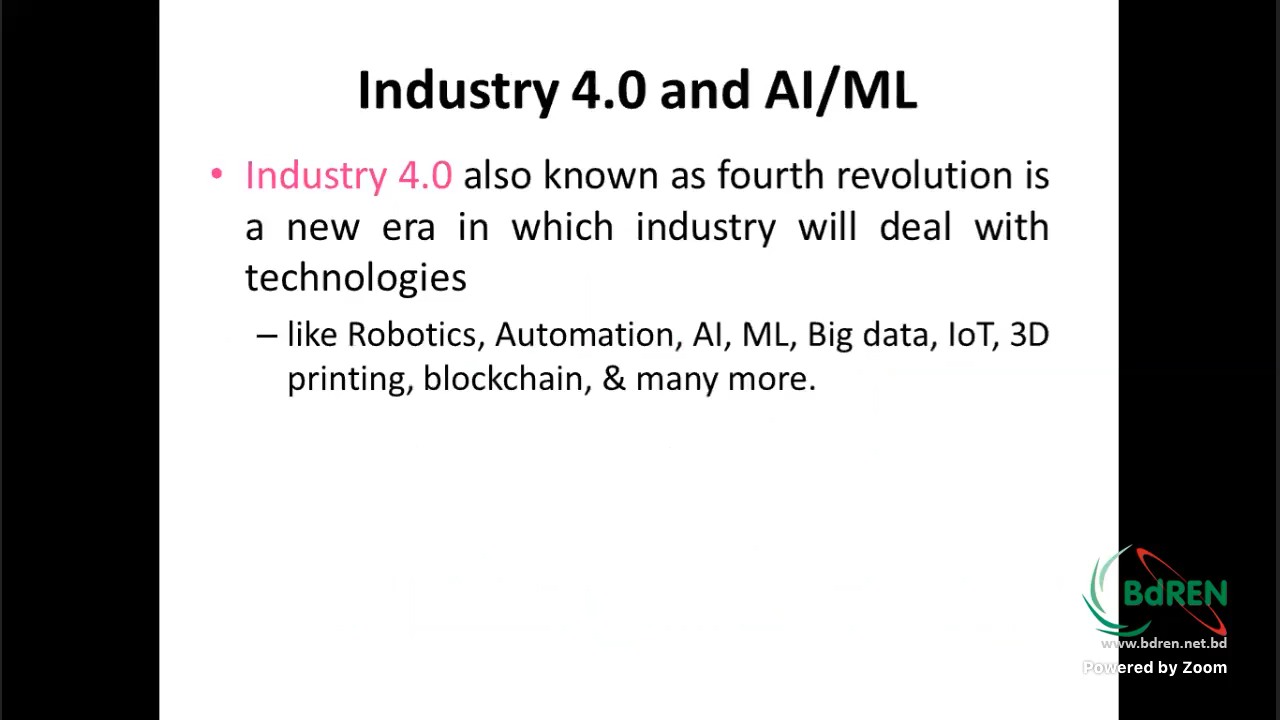 Industry 4.0 and AI/ML
• Industry 4.0 also known as fourth revolution is
a new era in which industry will deal with
technologies
– like Robotics, Automation, AI, ML, Big data, IoT, 3D
printing, blockchain, & many more.
BdREN
www.bdren.net.bd
Powered by Zoom